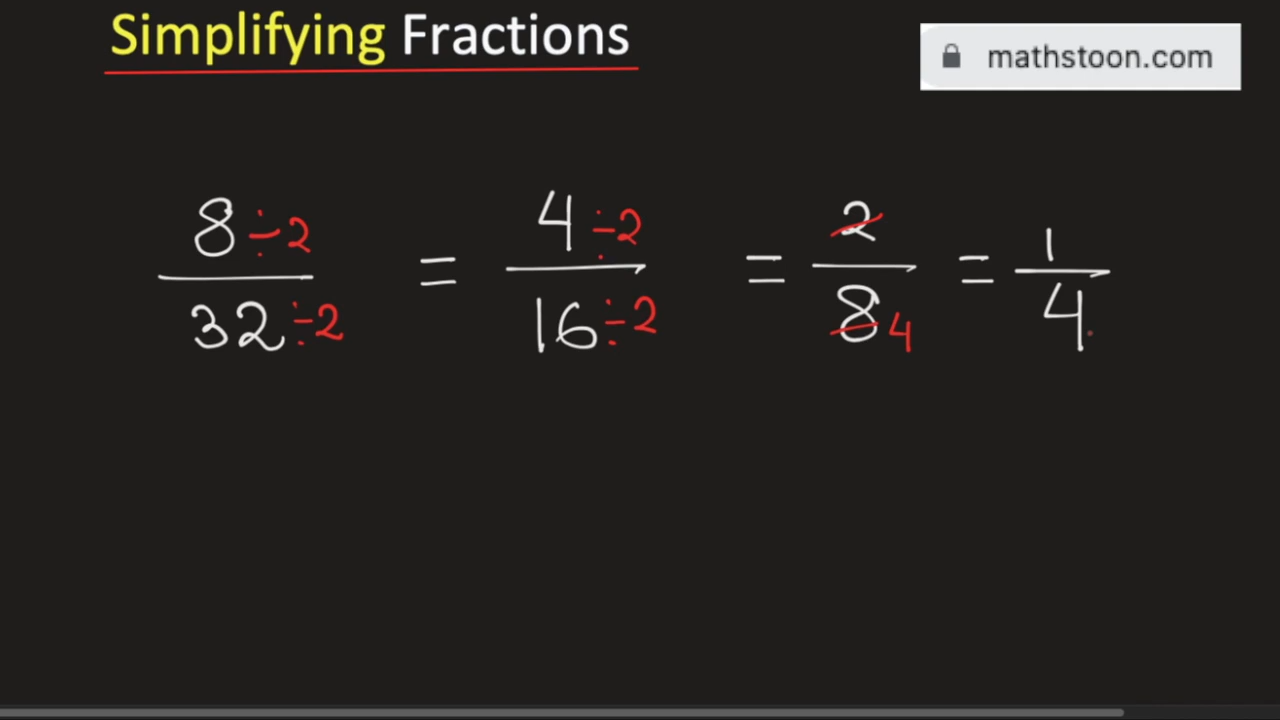 Simplifying Fractions
mathstoon.com
8÷2/32÷2 = 4÷2/16÷2 = 2/8 4 = 1/4